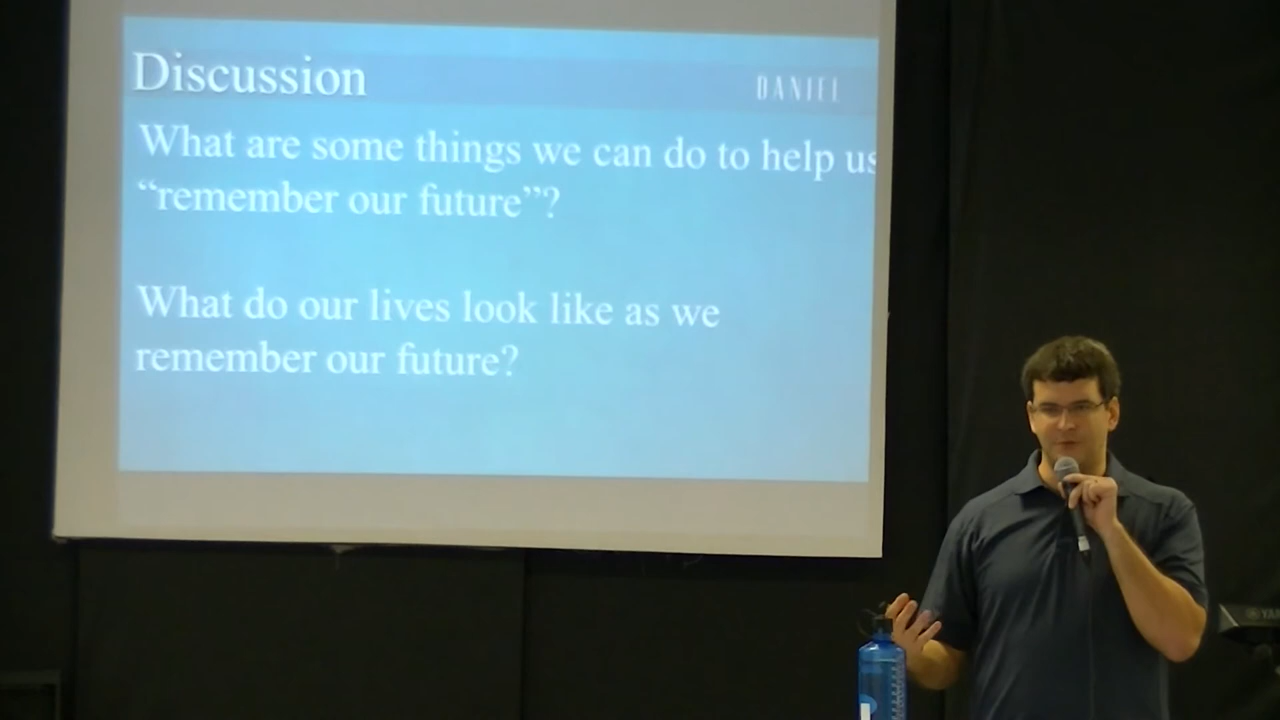 Discussion
DANIEL
What are some things we can do to help us
“remember our future”?
What do our lives look like as we
remember our future?